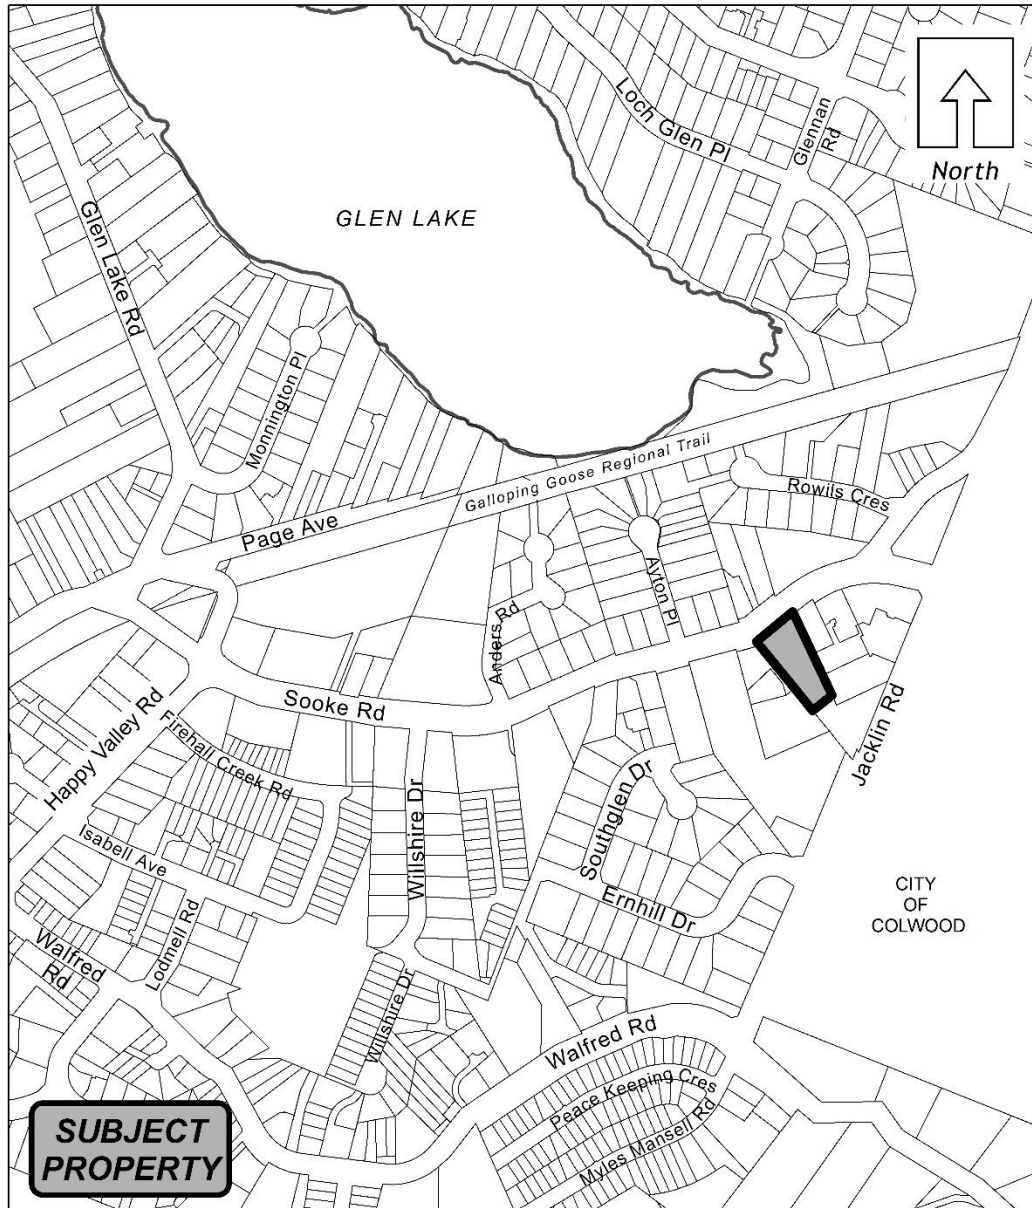 Loch Glen Pl
Glennan
Rd
North
GLEN LAKE
Glen Lake Rd
Monnington Pl
Galloping Goose Regional Trail
Page Ave
Rowils Cres
Ayton Pl
Anders Rd
Sooke Rd
Happy Valley Rd
Firehall Creek Rd
Jacklin Rd
Willshire Dr
Southglen Dr
Isabell Ave
Ernhill Dr
CITY
OF
COLWOOD
Lodmell Rd
Walfred
Rd
Willshire Dr
Walfred Rd
Peace Keeping Cres
Myles Mansell Rd
SUBJECT
PROPERTY